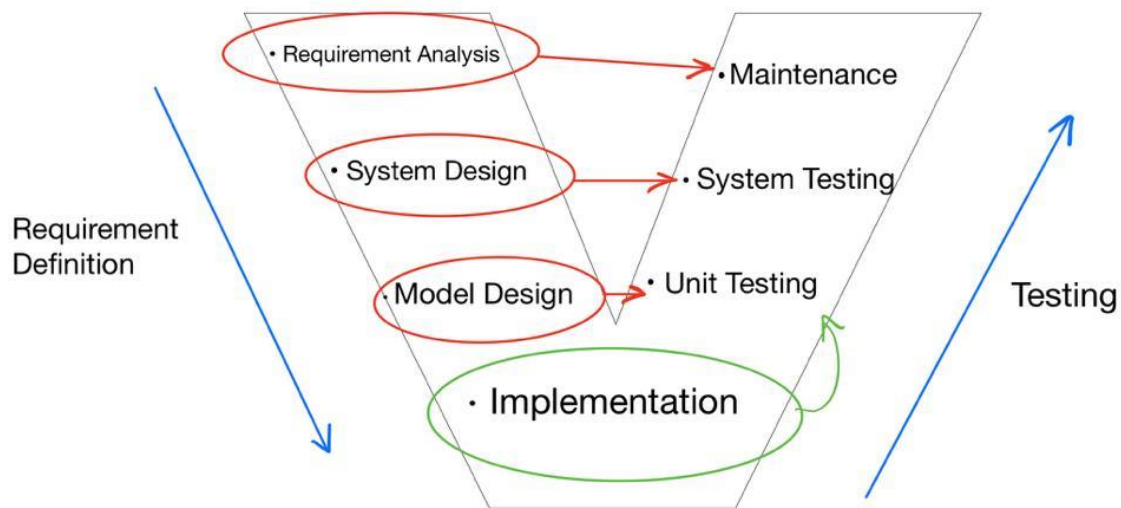 • Requirement Analysis
• Maintenance
• System Design
• System Testing
Requirement
Definition
• Model Design
• Unit Testing
Testing
• Implementation